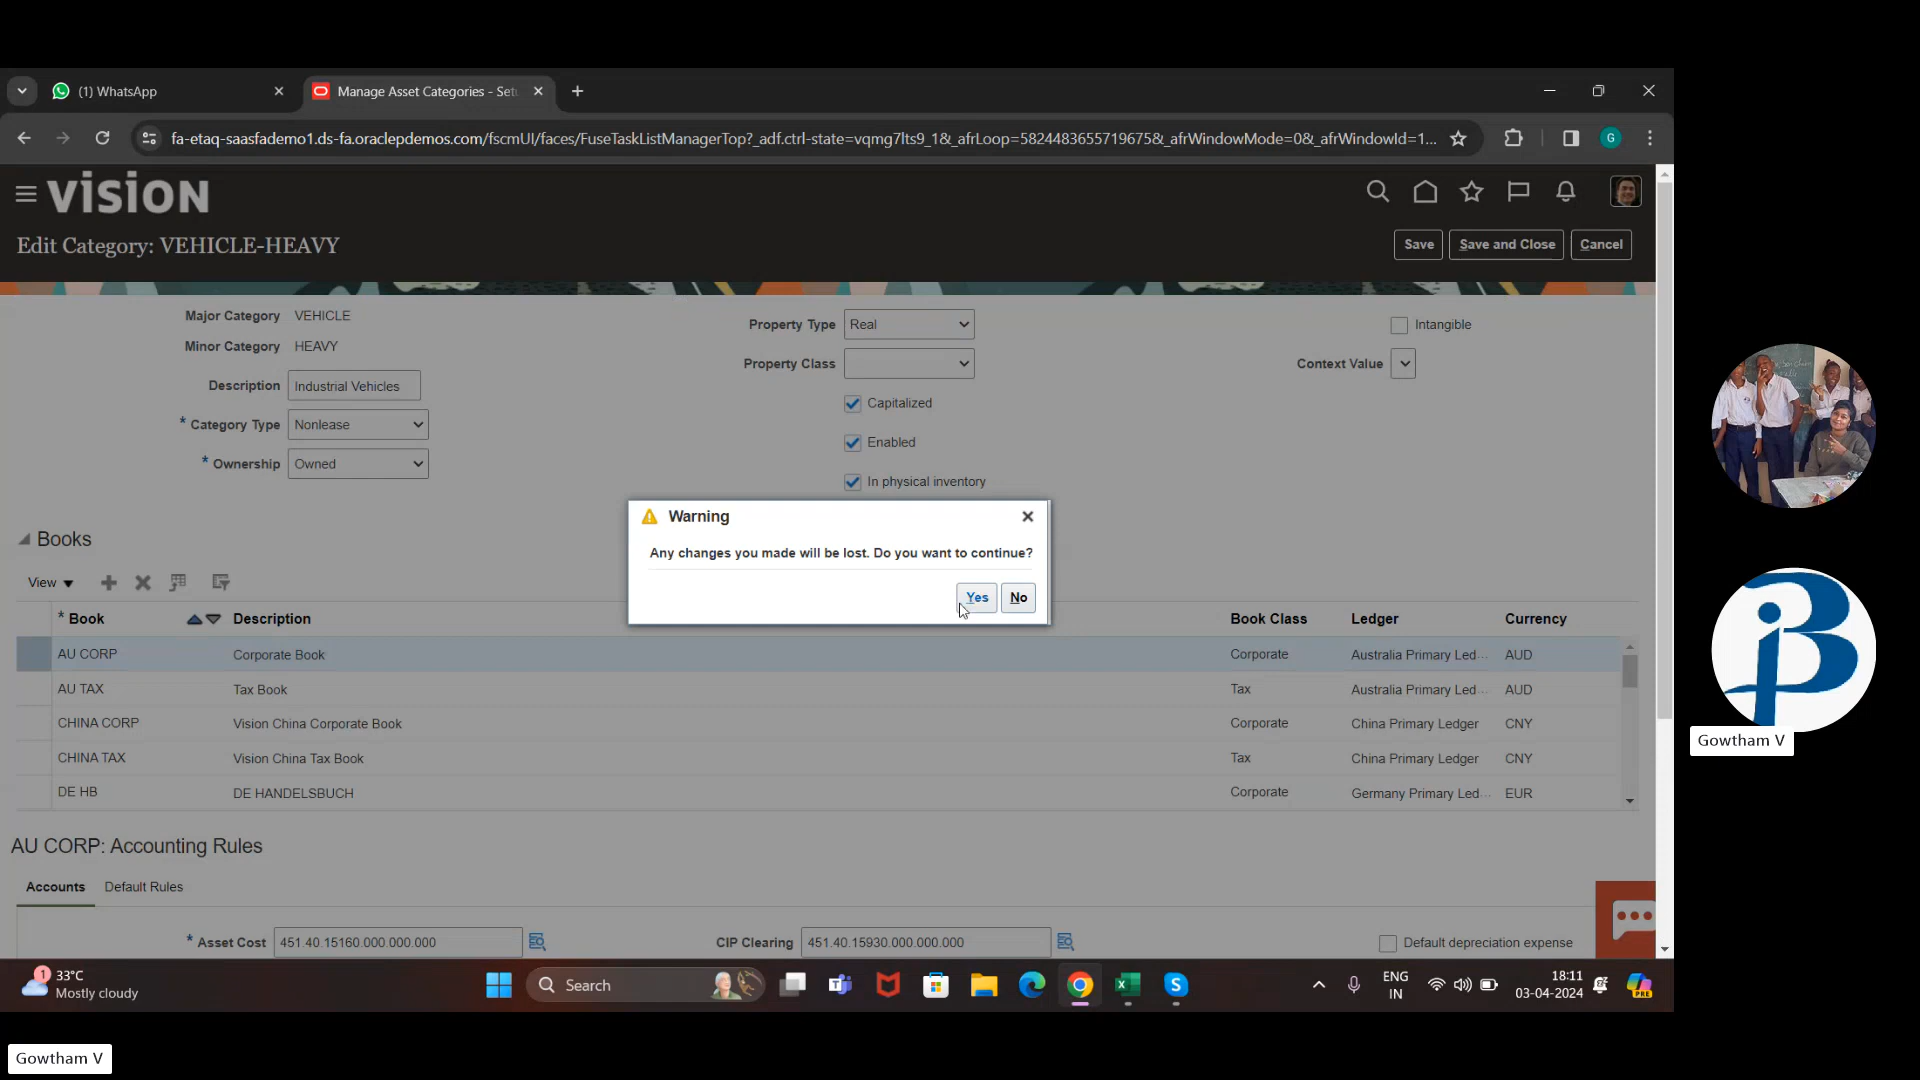 (1) WhatsApp
Manage Asset Categories - Setu
fa-etaq-saasfademo1.ds-fa.oraclepdemos.com/fscmUI/faces/FuseTaskListManagerTop?_adf.ctrl-state=vqmg7lts9_1&_afrLoop=58244836557196755&_afrWindowMode=0&_afrWindowId=1...
G
VISION
Edit Category: VEHICLE-HEAVY
Save
Save and Close
Cancel
Major Category VEHICLE
Property Type Real
Intangible
Minor Category HEAVY
Property Class
Context Value
Description Industrial Vehicles
Capitalized
* Category Type Nonlease
Enabled
* Ownership Owned
In physical inventory
Warning
Any changes you made will be lost. Do you want to continue?
Yes
No
Books
View
* Book Description Book Class Ledger Currency
AU CORP Corporate Book Corporate Australia Primary Led... AUD
AU TAX Tax Book Tax Australia Primary Led... AUD
CHINA CORP Vision China Corporate Book Corporate China Primary Ledger CNY
CHINA TAX Vision China Tax Book Tax China Primary Ledger CNY
DE HB DE HANDELSBUCH Corporate Germany Primary Led... EUR
AU CORP: Accounting Rules
Accounts Default Rules
* Asset Cost 451.40.15160.000.000.000
CIP Clearing 451.40.15930.000.000.000
Default depreciation expense
1
33°C
Mostly cloudy
Search
PRE
ENG
IN
18:11
03-04-2024
Gowtham V
Gowtham V